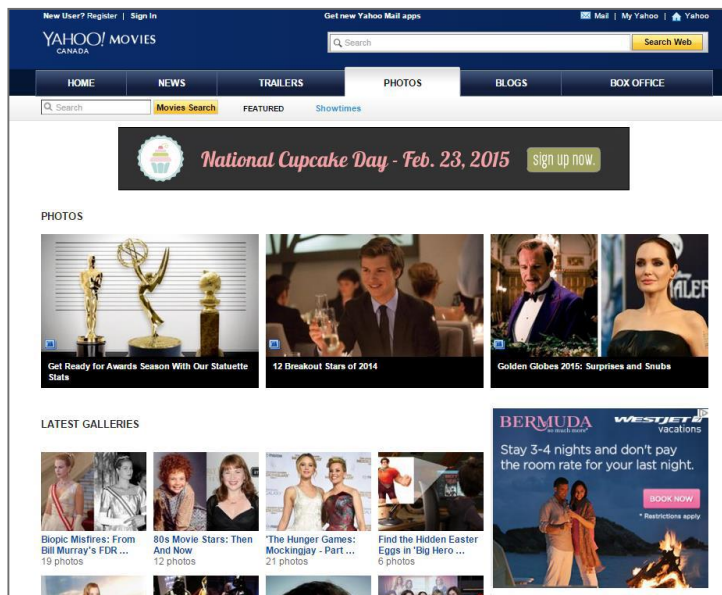 New User? Register | Sign In
Get new Yahoo Mail apps
Mail | My Yahoo | Yahoo
YAHOO! MOVIES
CANADA
Search
Search Web
HOME
NEWS
TRAILERS
PHOTOS
BLOGS
BOX OFFICE
Search
Movies Search
FEATURED
Showtimes
National Cupcake Day - Feb. 23, 2015
sign up now.
PHOTOS
Get Ready for Awards Season With Our Statuette
Stats
12 Breakout Stars of 2014
Golden Globes 2015: Surprises and Snubs
LATEST GALLERIES
BERMUDA
so much more
WESTJET
vacations
Stay 3-4 nights and don't pay
the room rate for your last night.
BOOK NOW
* Restrictions apply
Biopic Misfires: From
Bill Murray's FDR ...
19 photos
80s Movie Stars: Then
And Now
12 photos
'The Hunger Games:
Mockingjay - Part ...
21 photos
Find the Hidden Easter
Eggs in 'Big Hero ...
6 photos